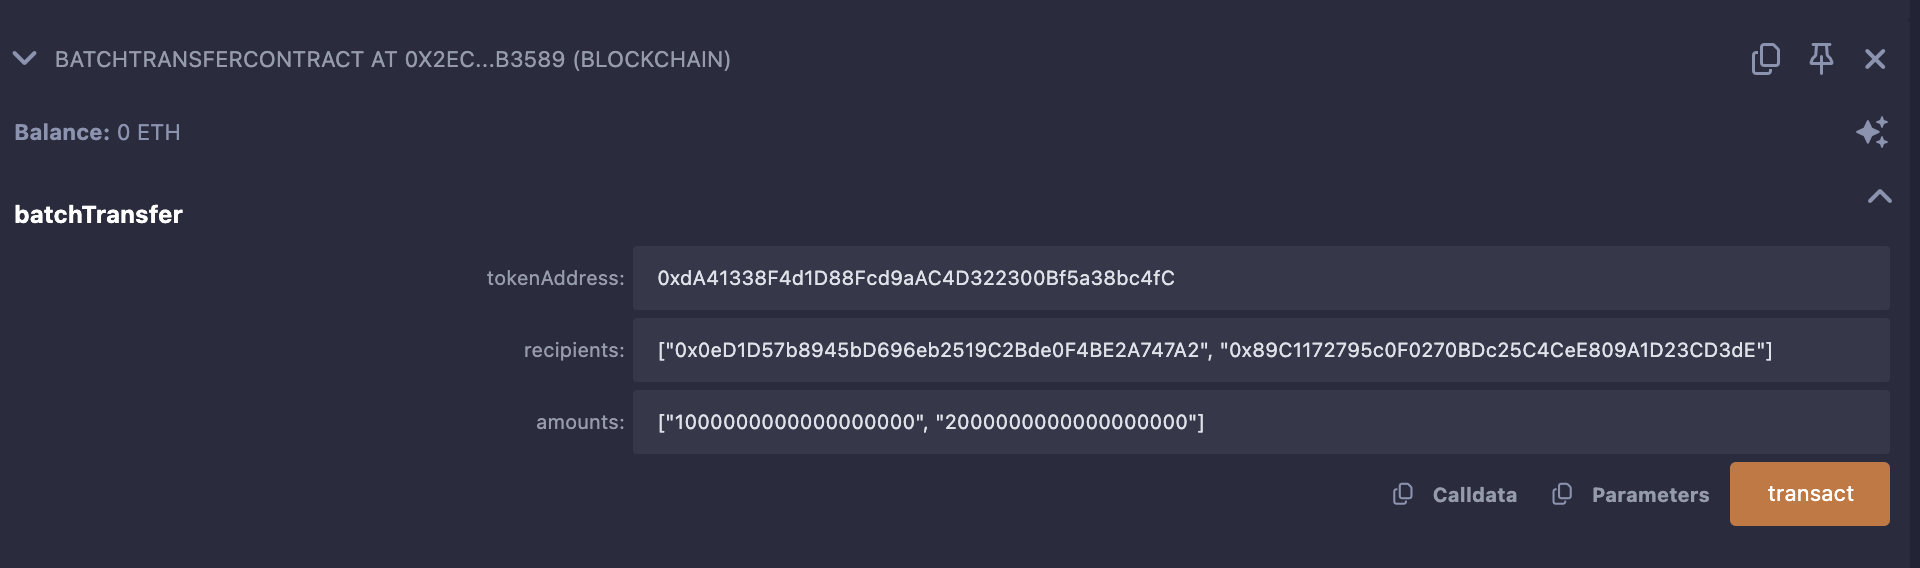 BATCHTRANSFERCONTRACT AT 0X2EC...B3589 (BLOCKCHAIN)
Balance: 0 ETH
batchTransfer
tokenAddress: 0xdA41338F4d1D88Fcd9aAC4D322300Bf5a38bc4fC
recipients: ["0x0eD1D57b8945bD696eb2519C2Bde0F4BE2A747A2", "0x89C1172795c0F0270BDc25C4CeE809A1D23CD3dE"]
amounts: ["1000000000000000000", "2000000000000000000"]
Calldata Parameters transact